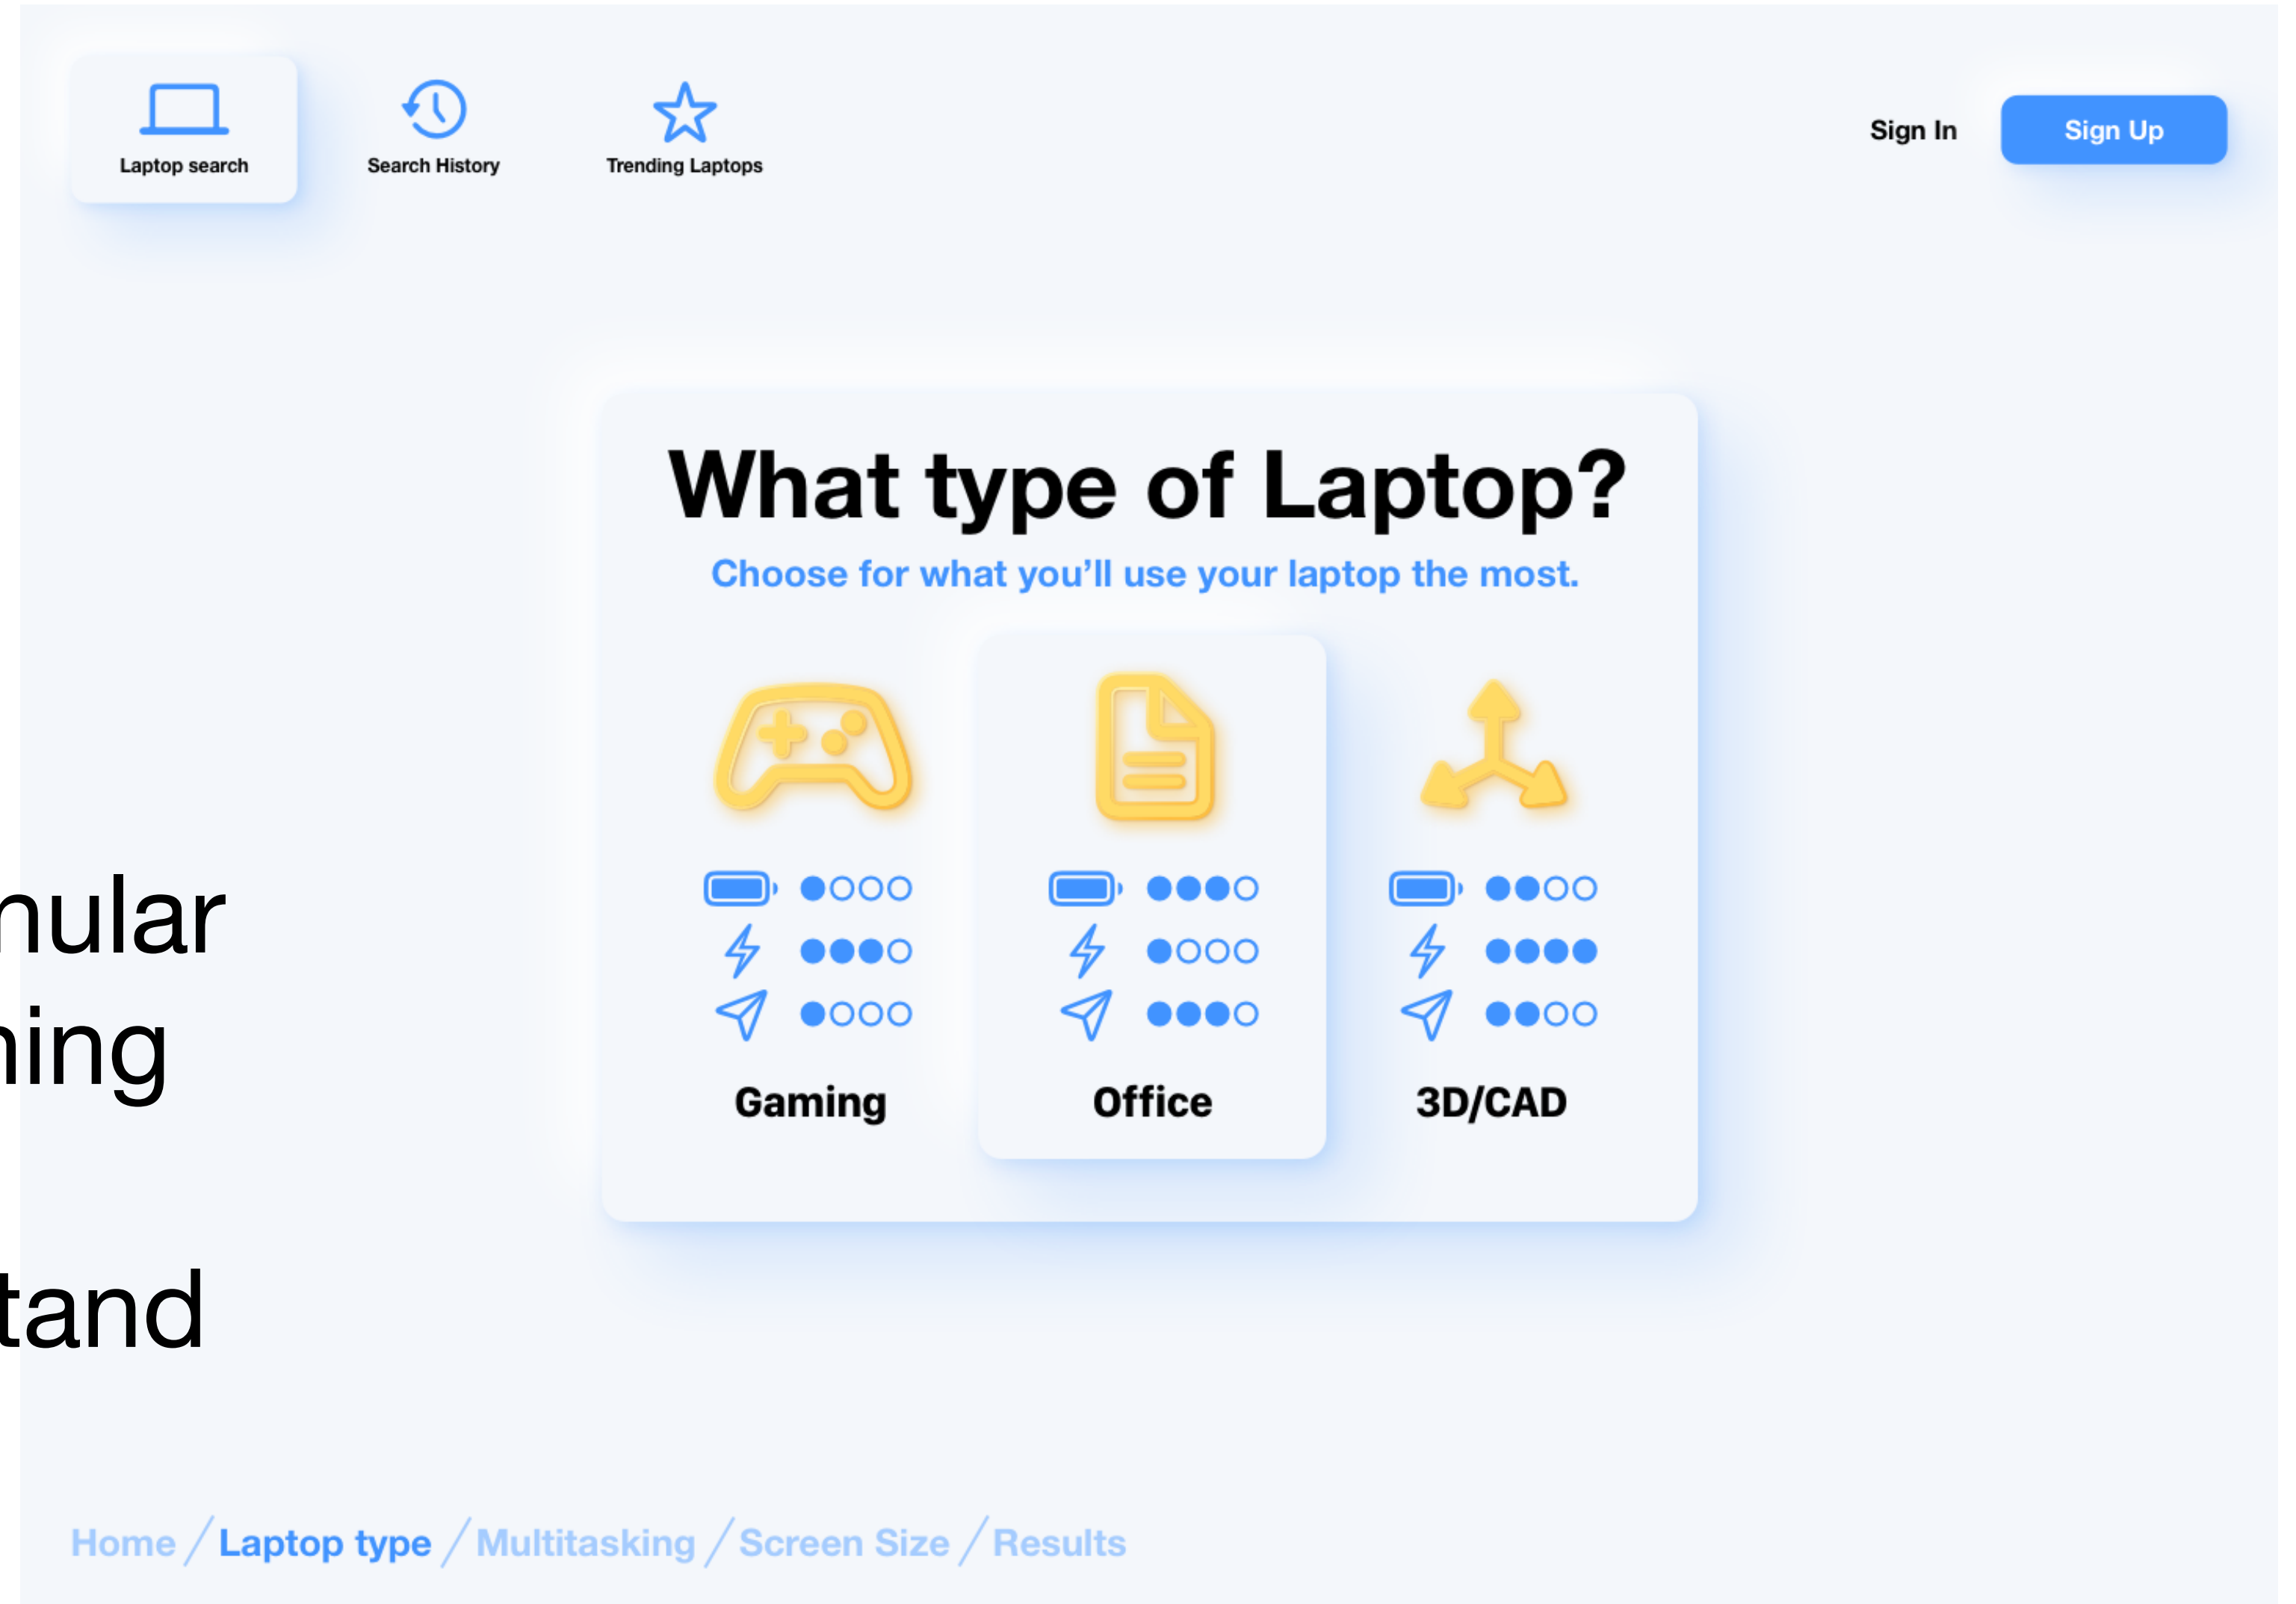 Laptop search
Search History
Trending Laptops
Sign In
Sign Up
What type of Laptop?
Choose for what you’ll use your laptop the most.
Gaming
Office
3D/CAD
nular
ning
tand
Home / Laptop type / Multitasking / Screen Size / Results